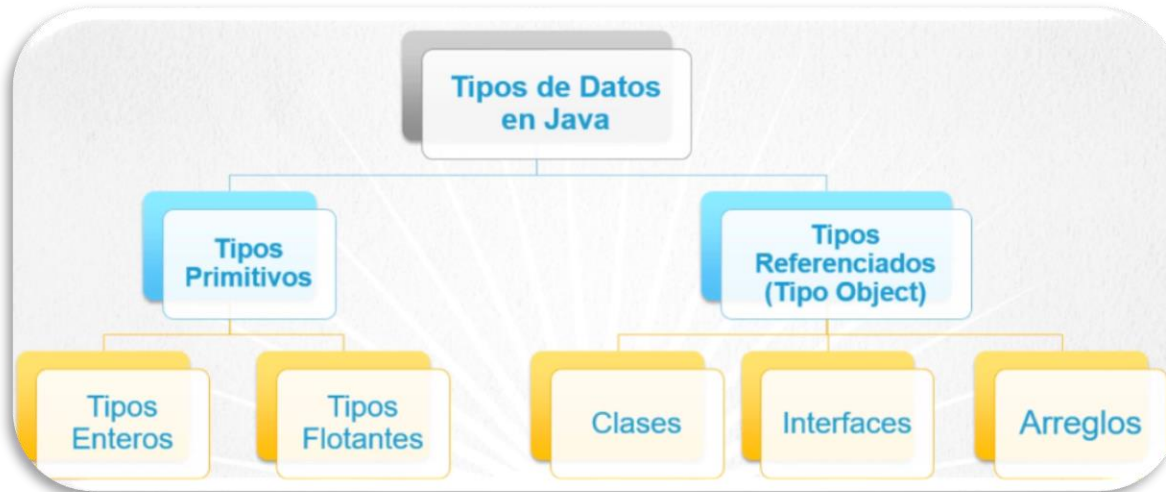 Tipos de Datos
en Java
Tipos
Primitivos
Tipos
Referenciados
(Tipo Object)
Tipos
Enteros
Tipos
Flotantes
Clases
Interfaces
Arreglos